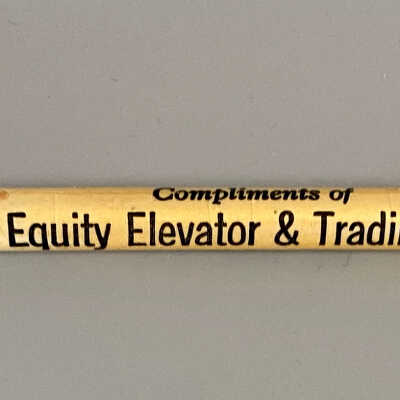 Compliments of
Equity Elevator & Tradi